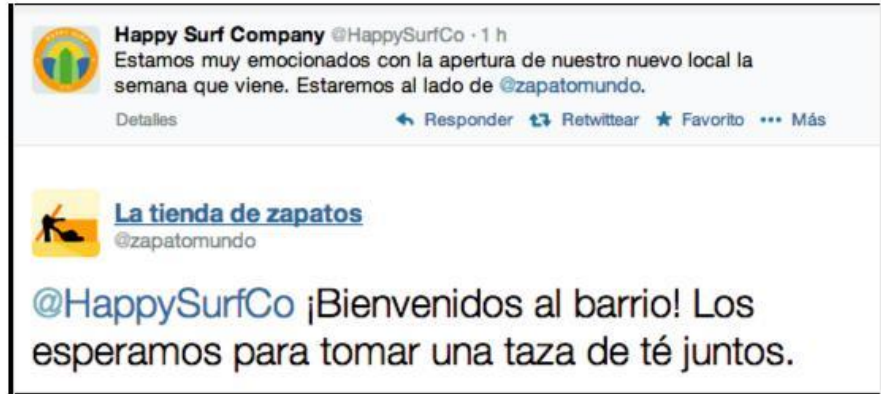 Happy Surf Company @HappySurfCo · 1 h
Estamos muy emocionados con la apertura de nuestro nuevo local la
semana que viene. Estaremos al lado de @zapatomundo.
Detalles Responder Retwittear Favorito ••• Más
La tienda de zapatos
@zapatomundo
@HappySurfCo ¡Bienvenidos al barrio! Los
esperamos para tomar una taza de té juntos.